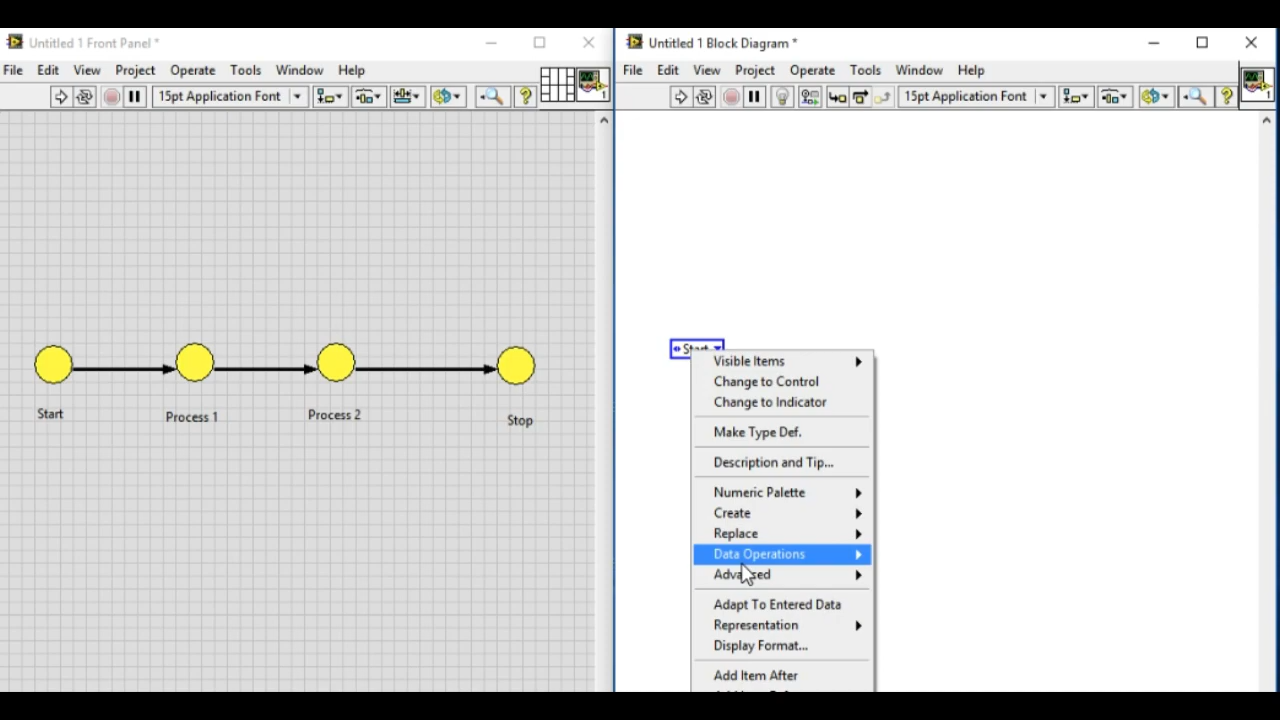 Untitled 1 Front Panel *
File Edit View Project Operate Tools Window Help
15pt Application Font
Start
Process 1
Process 2
Stop
Untitled 1 Block Diagram *
File Edit View Project Operate Tools Window Help
15pt Application Font
Start
Visible Items
Change to Control
Change to Indicator
Make Type Def.
Description and Tip...
Numeric Palette
Create
Replace
Data Operations
Advanced
Adapt To Entered Data
Representation
Display Format...
Add Item After